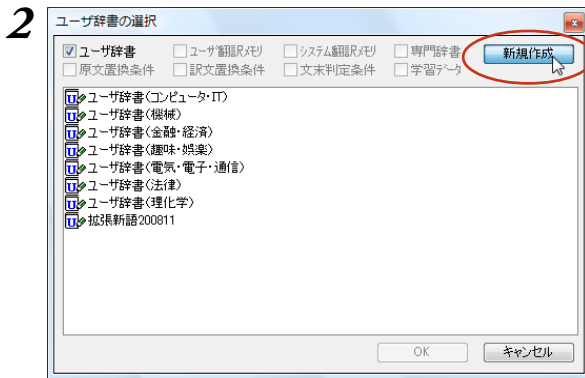 2
ユーザ辞書の選択
ユーザ辞書 ユーザ翻訳メモリ システム翻訳メモリ 専門辞書 新規作成
原文置換条件 訳文置換条件 文末判定条件 学習データ
ユーザ辞書(コンピュータ・IT)
ユーザ辞書(機械)
ユーザ辞書(金融・経済)
ユーザ辞書(趣味・娯楽)
ユーザ辞書(電気・電子・通信)
ユーザ辞書(法律)
ユーザ辞書(理化学)
拡張新語200811
OK キャンセル